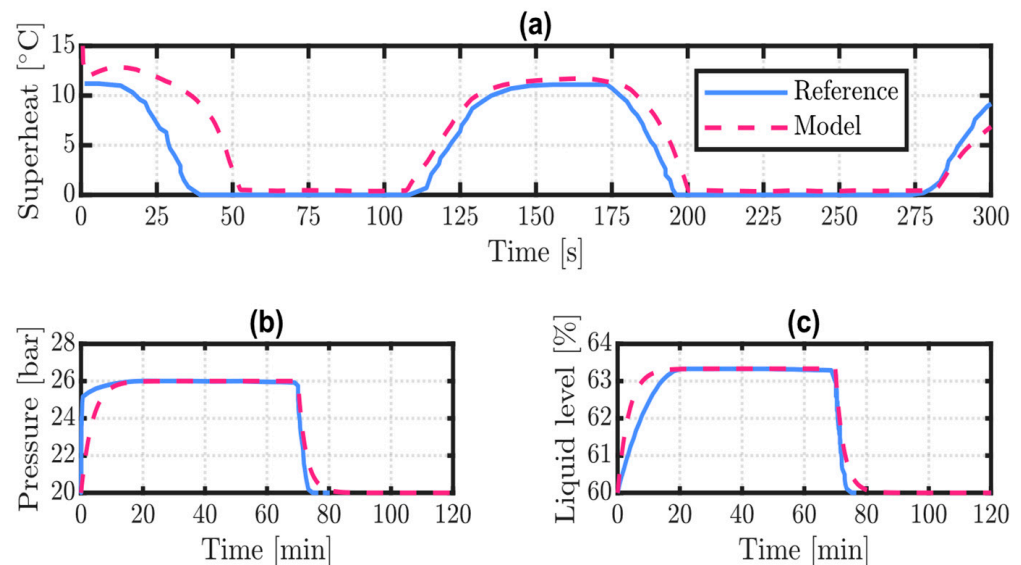 (a)
Superheat [°C]
15
10
5
0
Reference
Model
0 25 50 75 100 125 150 175 200 225 250 275 300
Time [s]
(b)
Pressure [bar]
28
26
24
22
20
0 20 40 60 80 100 120
Time [min]
(c)
Liquid level [%]
64
63
62
61
60
0 20 40 60 80 100 120
Time [min]